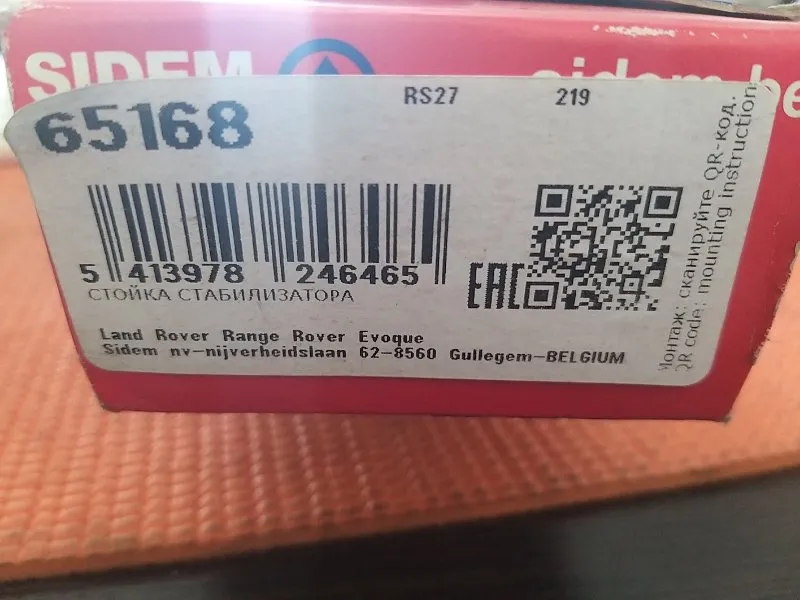 SIDEM
sidem.be
RS27 219
65168
5 413978 246465
EAC
СТОЙКА СТАБИЛИЗАТОРА
Land Rover Range Rover Evoque
Sidem nv-nijverheidslaan 62-8560 Gullegem-BELGIUM
Монтаж: сканируйте QR-код.
QR code: mounting instruction